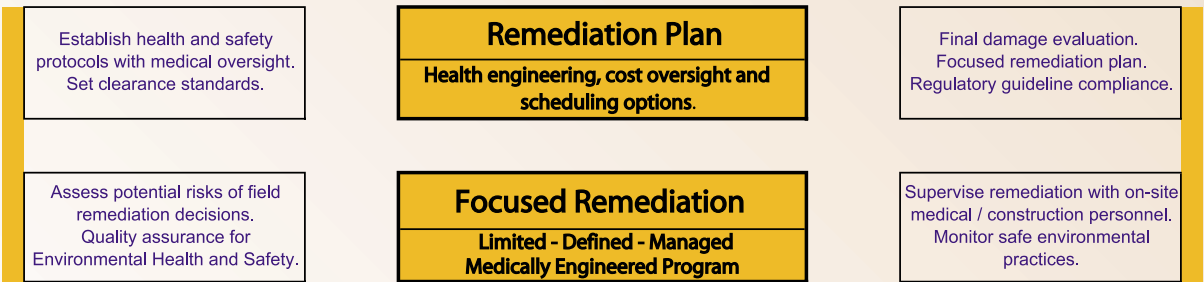 Establish health and safety
protocols with medical oversight.
Set clearance standards.
Remediation Plan
Health engineering, cost oversight and
scheduling options.
Final damage evaluation.
Focused remediation plan.
Regulatory guideline compliance.
Assess potential risks of field
remediation decisions.
Quality assurance for
Environmental Health and Safety.
Focused Remediation
Limited - Defined - Managed
Medically Engineered Program
Supervise remediation with on-site
medical / construction personnel.
Monitor safe environmental
practices.